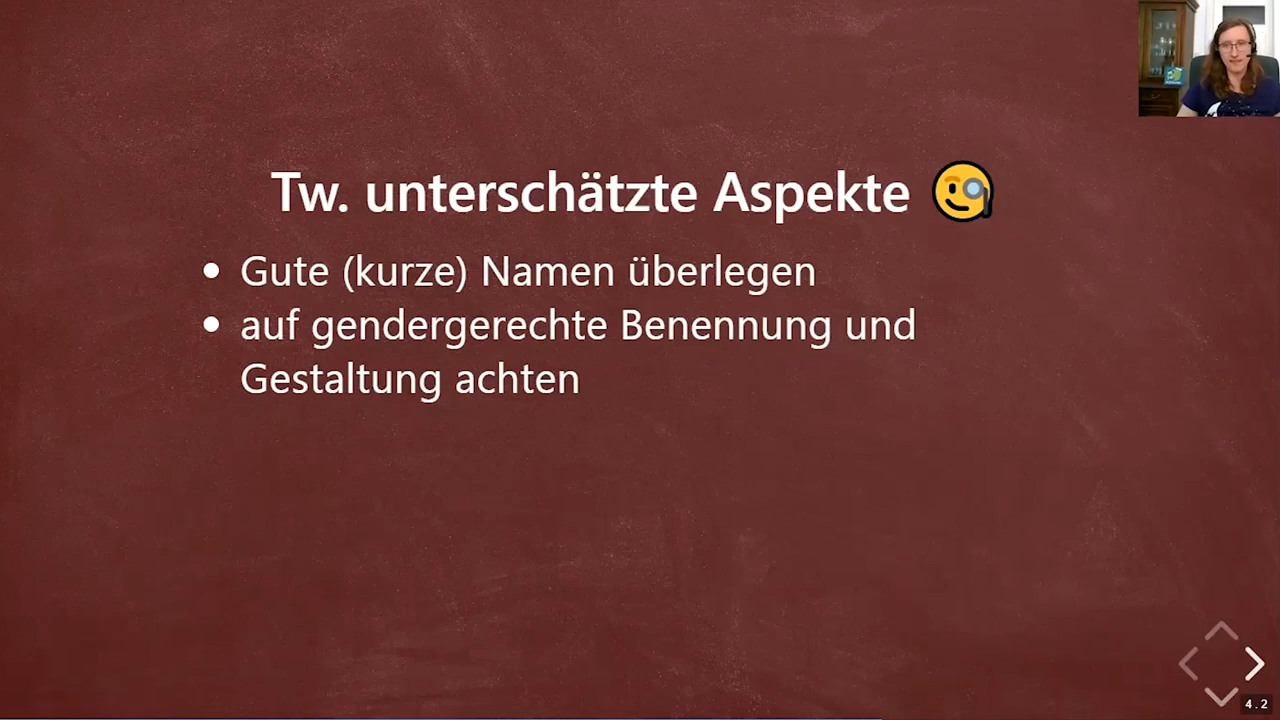 Tw. unterschätzte Aspekte
Gute (kurze) Namen überlegen
auf gendergerechte Benennung und
Gestaltung achten
4.2